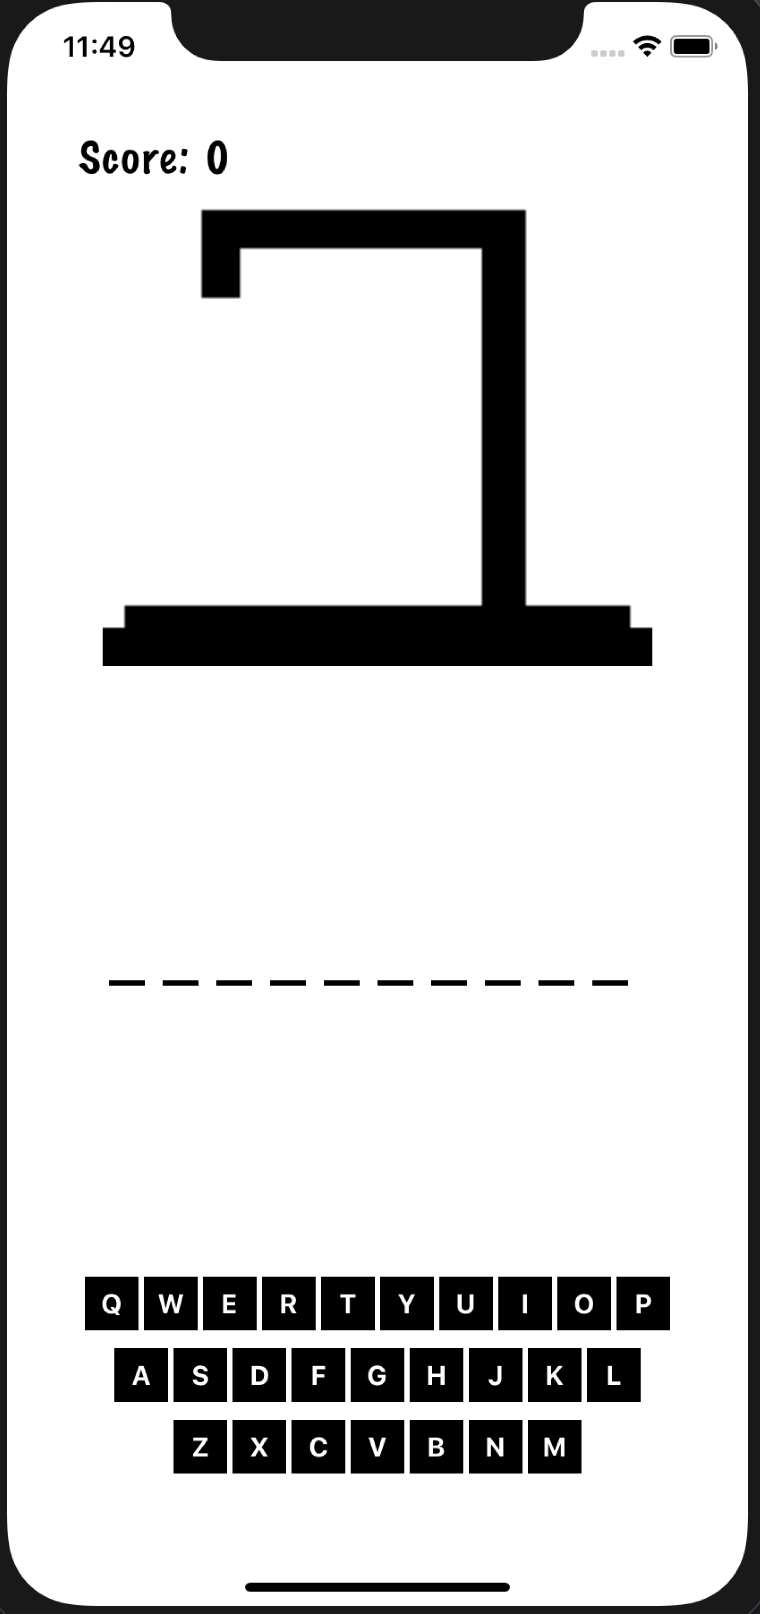 11:49
Score: 0
_ _ _ _ _ _ _ _ _ _
Q W E R T Y U I O P
A S D F G H J K L
Z X C V B N M